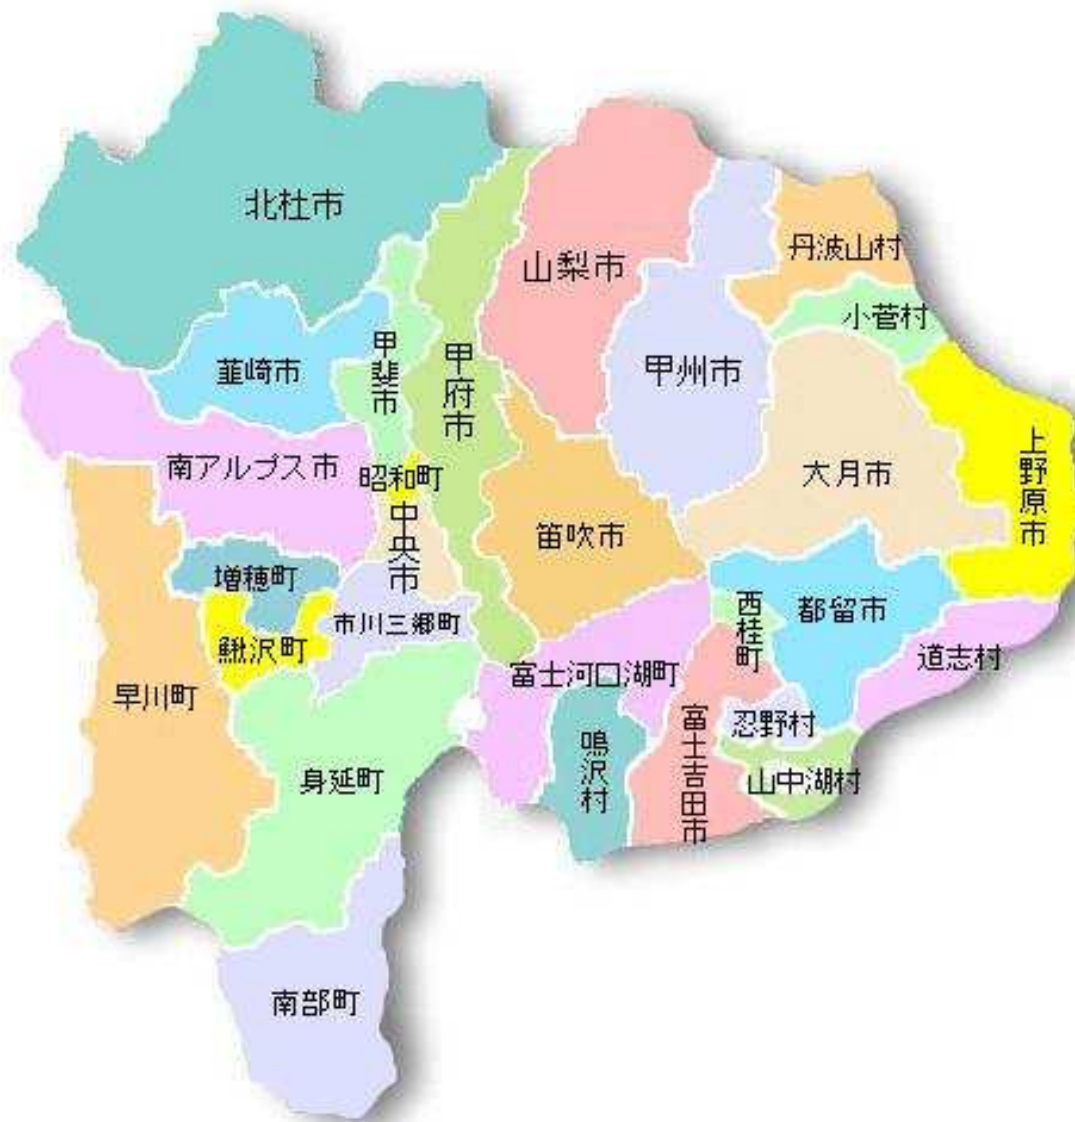 北杜市
山梨市
丹波山村
小菅村
韮崎市
甲斐市
甲府市
甲州市
上野原市
南アルプス市
昭和町
大月市
中央市
笛吹市
増穂町
市川三郷町
西桂町
都留市
鰍沢町
富士河口湖町
道志村
早川町
忍野村
鳴沢村
富士吉田市
身延町
山中湖村
南部町